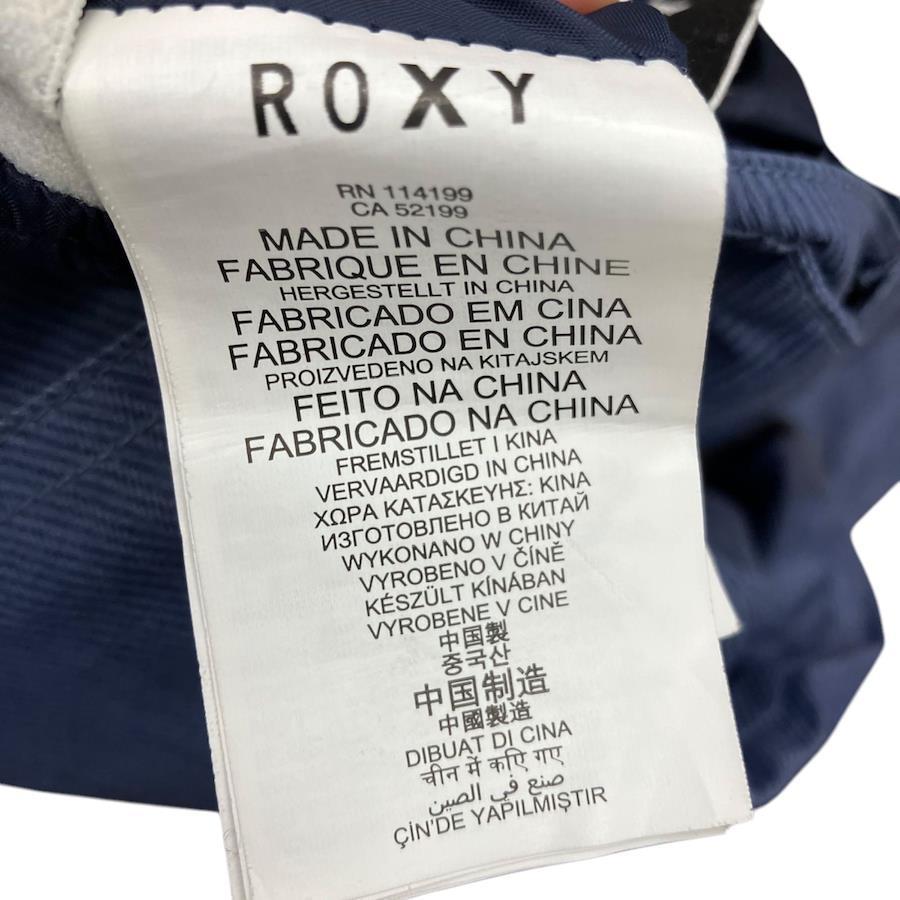 ROXY
RN 114199
CA 52199
MADE IN CHINA
FABRIQUE EN CHINE
HERGESTELLT IN CHINA
FABRICADO EM CINA
FABRICADO EN CHINA
PROIZVEDENO NA KITAJSKEM
FEITO NA CHINA
FABRICADO NA CHINA
FREMSTILLET I KINA
VERVAARDIGD IN CHINA
ΧΩΡΑ ΚΑΤΑΣΚΕΥΗΣ: ΚΙΝΑ
ИЗГОТОВЛЕНО В КИТАЙ
WYKONANO W CHINY
VYROBENO V ČÍNĚ
KÉSZÜLT KÍNÁBAN
VYROBENE V CINE
中国製
중국산
中国制造
中國製造
DIBUAT DI CINA
चीन में कढ़ि गए
صنع في الصين
ÇİN'DE YAPILMIŞTIR